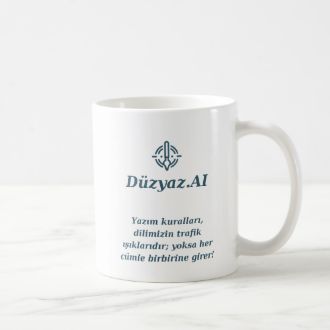 Düzyaz.AI
Yazım kuralları,
dilimizin trafik
ışıklarıdır; yoksa her
cümle birbirine girer!